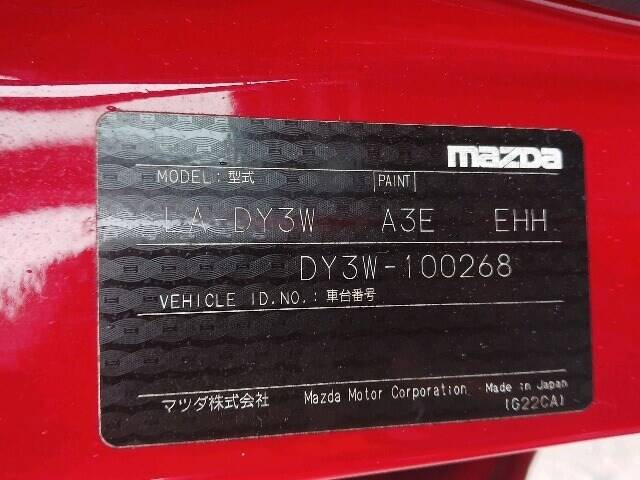 mazda
MODEL: 型式 PAINT
LA-DY3W A3E EHH
DY3W-100268
VEHICLE ID.NO.: 車台番号
マツダ株式会社 Mazda Motor Corporation Made in Japan
(G22CA)